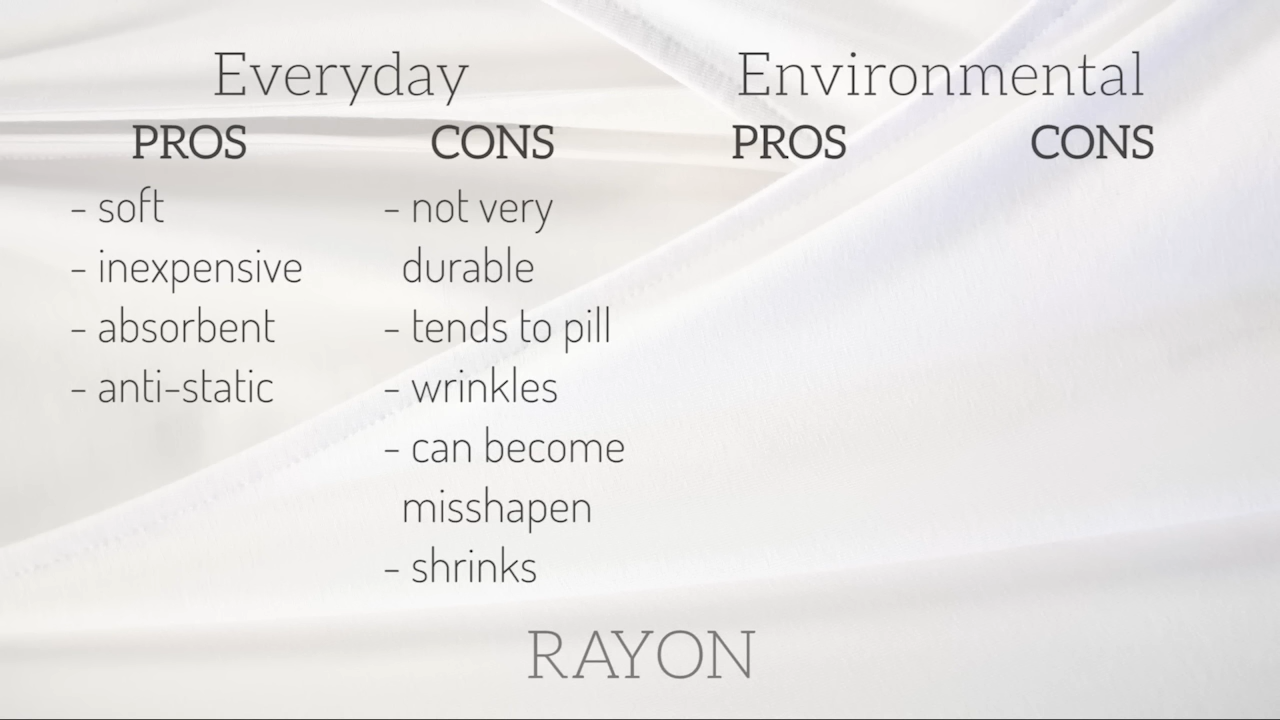 Everyday
PROS
CONS
- soft
- inexpensive
- absorbent
- anti-static
- not very
durable
- tends to pill
- wrinkles
- can become
misshapen
- shrinks
Environmental
PROS
CONS
RAYON